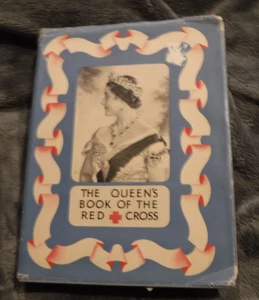 THE QUEEN'S
BOOK OF THE
RED CROSS